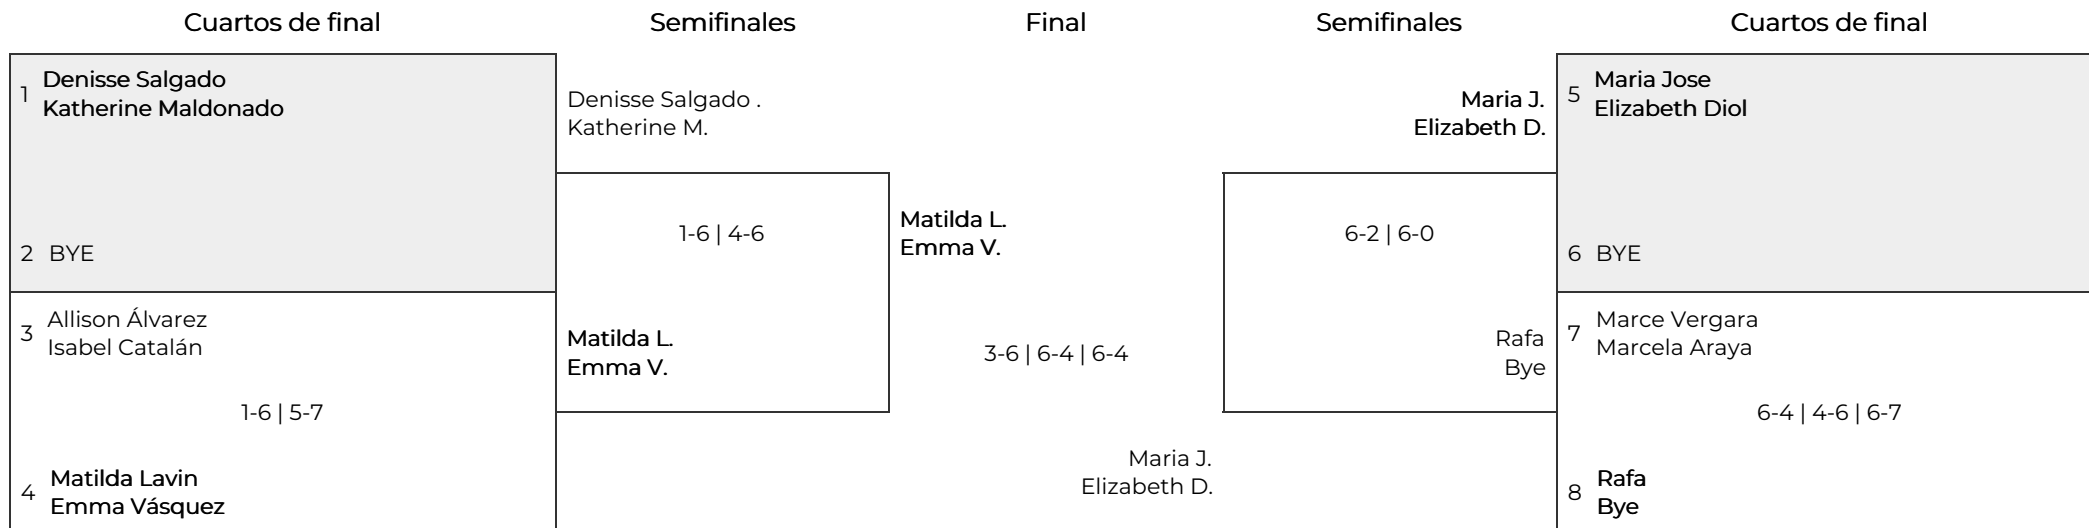 Cuartos de final
Semifinales
Final
Semifinales
Cuartos de final
1
Denisse Salgado
Katherine Maldonado
2 BYE
3
Allison Álvarez
Isabel Catalán
1-6 | 5-7
4
Matilda Lavin
Emma Vásquez
Denisse Salgado .
Katherine M.
1-6 | 4-6
Matilda L.
Emma V.
Matilda L.
Emma V.
3-6 | 6-4 | 6-4
Maria J.
Elizabeth D.
Maria J.
Elizabeth D.
6-2 | 6-0
Rafa
Bye
5
Maria Jose
Elizabeth Diol
6 BYE
7
Marce Vergara
Marcela Araya
6-4 | 4-6 | 6-7
8
Rafa
Bye